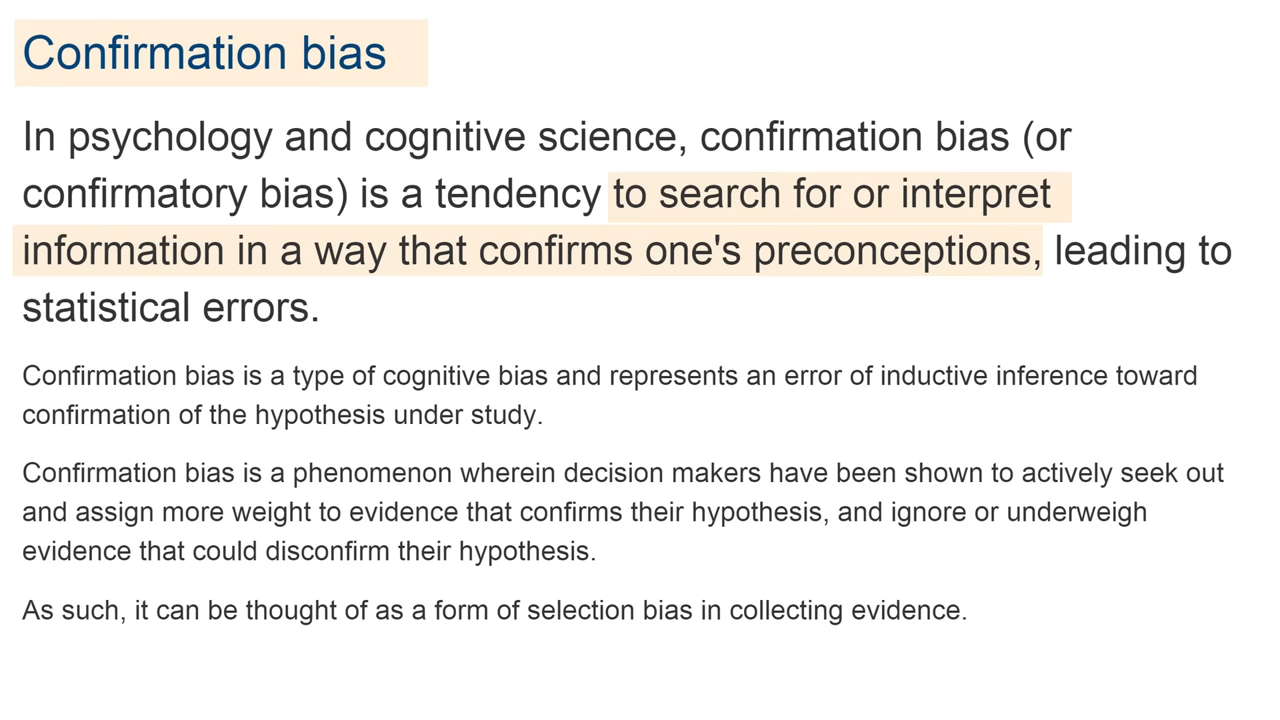 Confirmation bias
In psychology and cognitive science, confirmation bias (or
confirmatory bias) is a tendency to search for or interpret
information in a way that confirms one's preconceptions, leading to
statistical errors.
Confirmation bias is a type of cognitive bias and represents an error of inductive inference toward
confirmation of the hypothesis under study.
Confirmation bias is a phenomenon wherein decision makers have been shown to actively seek out
and assign more weight to evidence that confirms their hypothesis, and ignore or underweigh
evidence that could disconfirm their hypothesis.
As such, it can be thought of as a form of selection bias in collecting evidence.